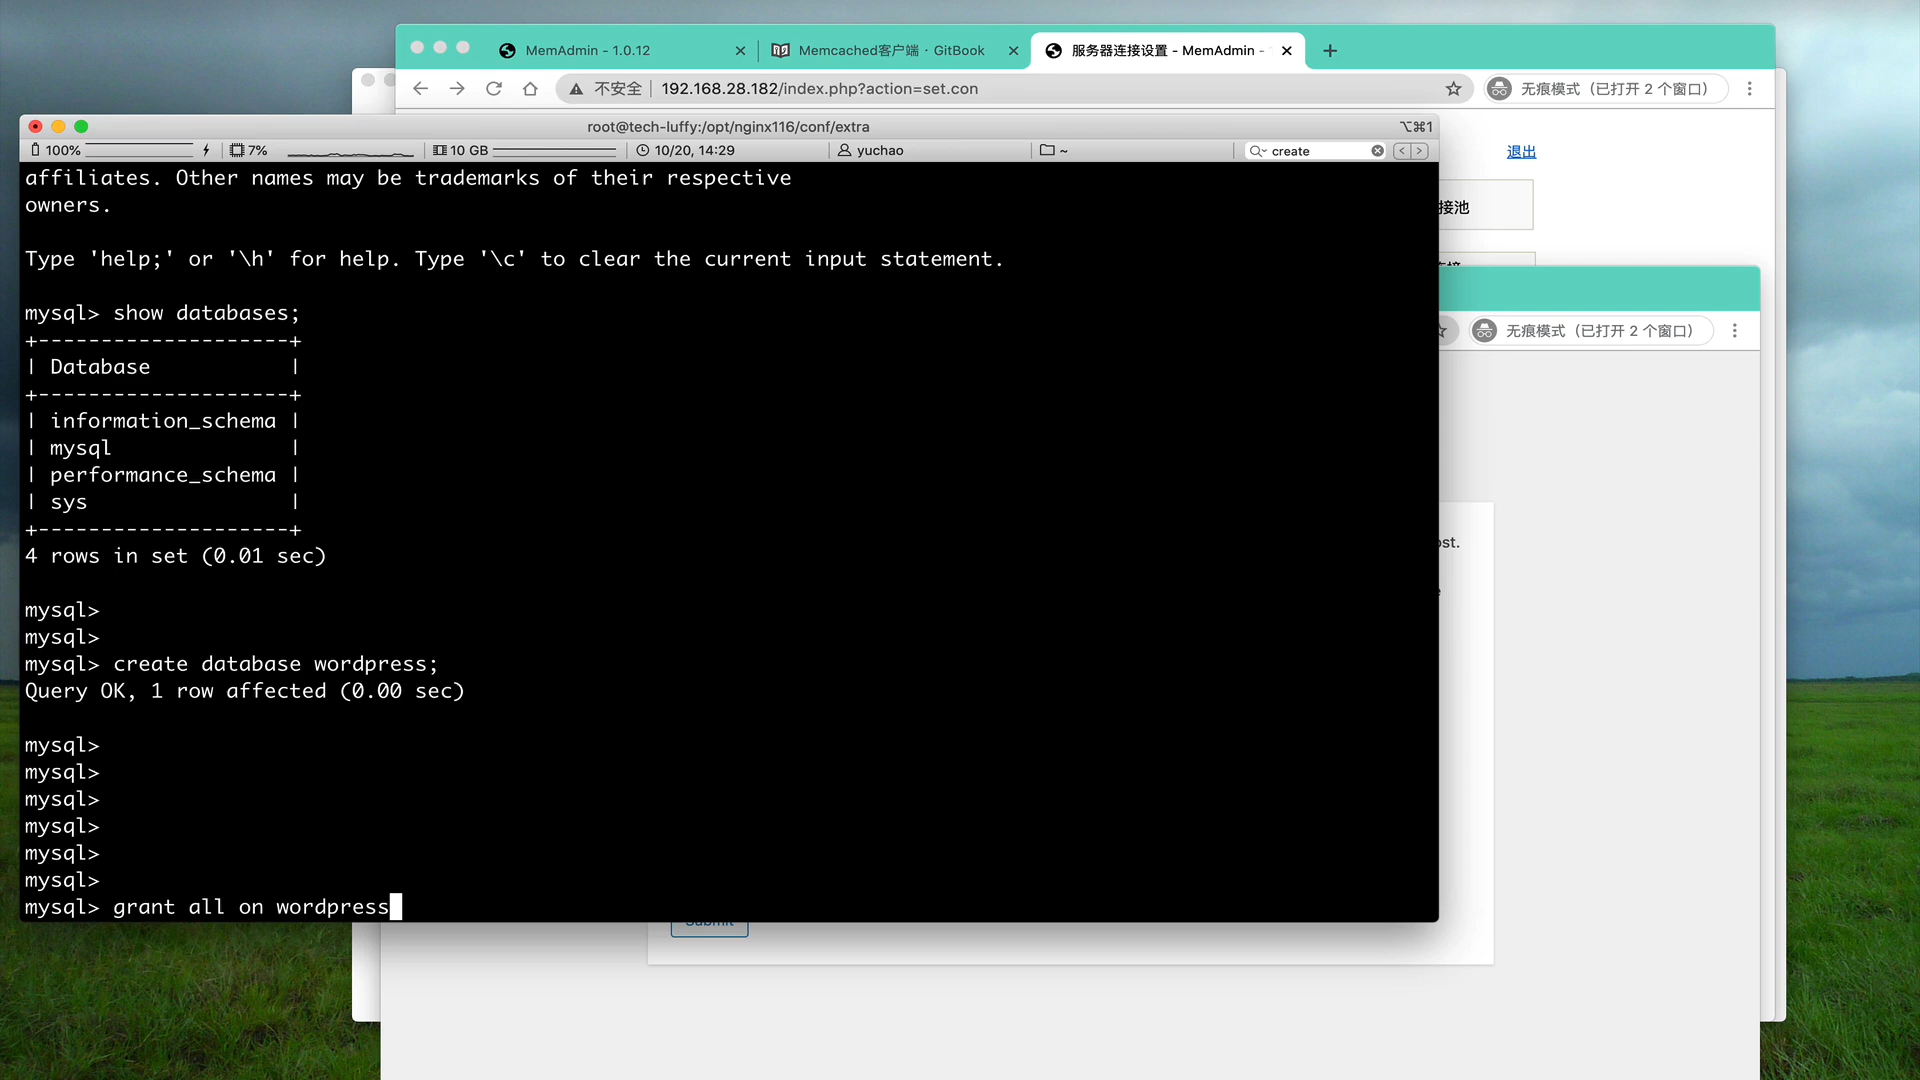 MemAdmin - 1.0.12
Memcached客户端 · GitBook
服务器连接设置 - MemAdmin -
不安全
192.168.28.182/index.php?action=set.con
无痕模式（已打开 2 个窗口）
root@tech-luffy:/opt/nginx116/conf/extra
⌥⌘1
100%
7%
10 GB
10/20, 14:29
yuchao
~
create
退出
接池
affiliates. Other names may be trademarks of their respective
owners.
Type 'help;' or '\h' for help. Type '\c' to clear the current input statement.
mysql> show databases;
+--------------------+
| Database           |
+--------------------+
| information_schema |
| mysql              |
| performance_schema |
| sys                |
+--------------------+
4 rows in set (0.01 sec)
mysql>
mysql>
mysql> create database wordpress;
Query OK, 1 row affected (0.00 sec)
mysql>
mysql>
mysql>
mysql>
mysql>
mysql>
mysql> grant all on wordpress
无痕模式（已打开 2 个窗口）
ost.
Submit